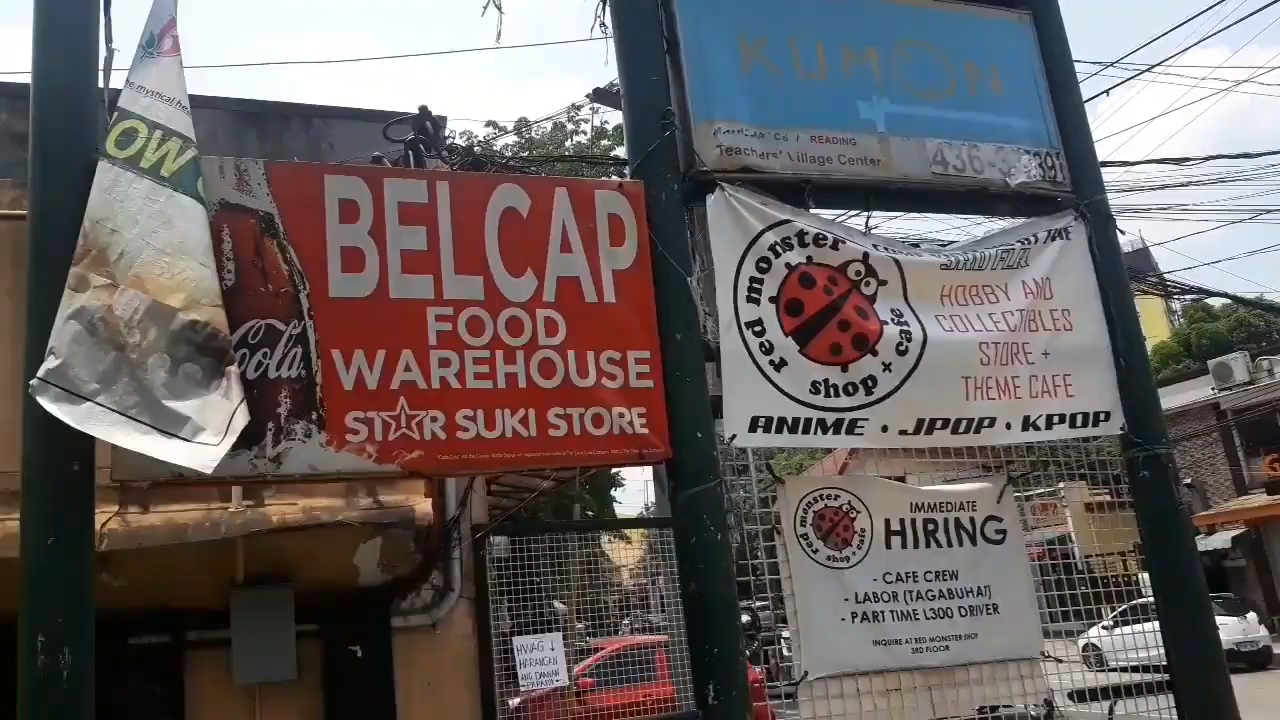 KUMON
READING
Teachers' Village Center
OW
BELCAP
FOOD
WAREHOUSE
STAR SUKI STORE
Cola
red monster
shop + cafe
3RD FLR
HOBBY AND
COLLECTIBLES
STORE +
THEME CAFE
ANIME • JPOP • KPOP
red monster
shop + cafe
IMMEDIATE
HIRING
- CAFE CREW
- LABOR (TAGABUHAT)
- PART TIME L300 DRIVER
INQUIRE AT RED MONSTER SHOP
3RD FLOOR
HWAG ↓
HARANGAN
ANG DAANAN